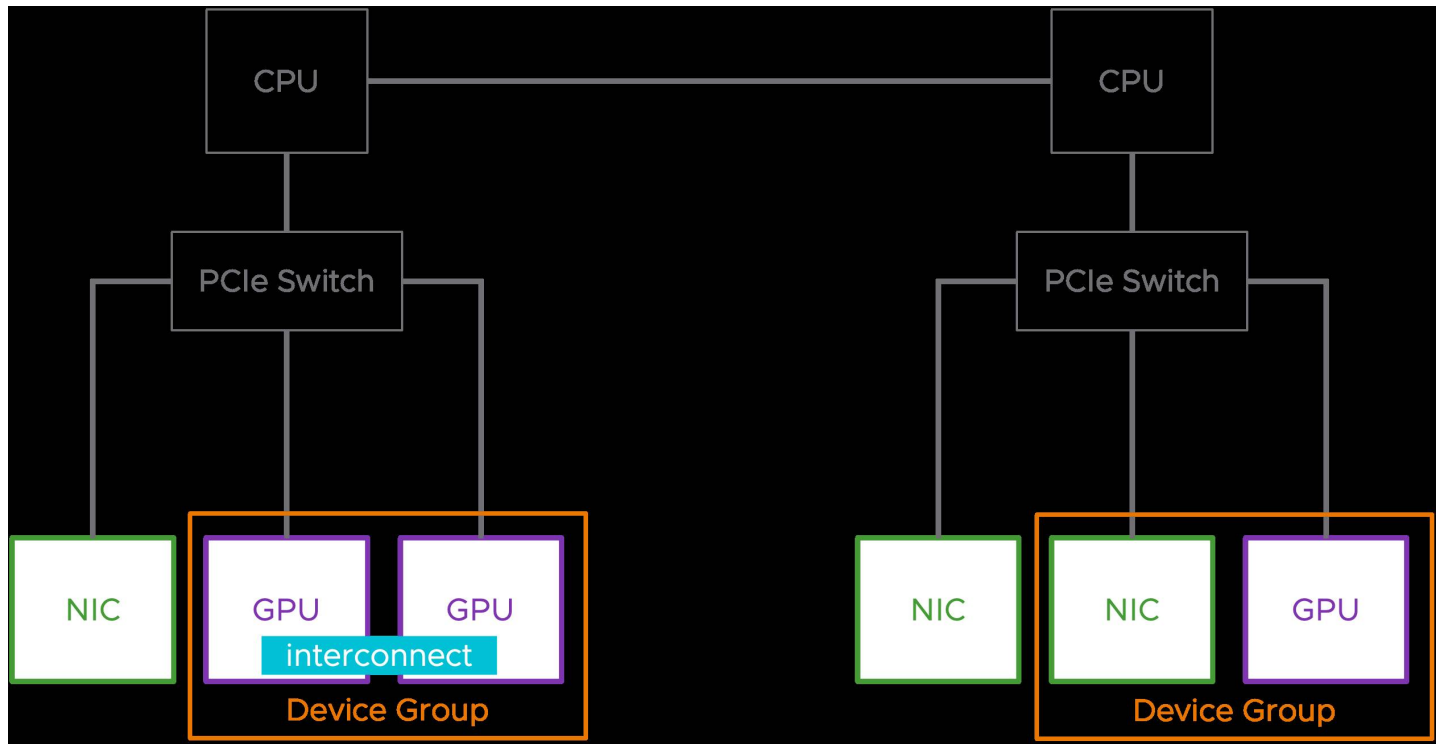 CPU
CPU
PCIe Switch
PCIe Switch
NIC
GPU
GPU
NIC
NIC
GPU
interconnect
Device Group
Device Group